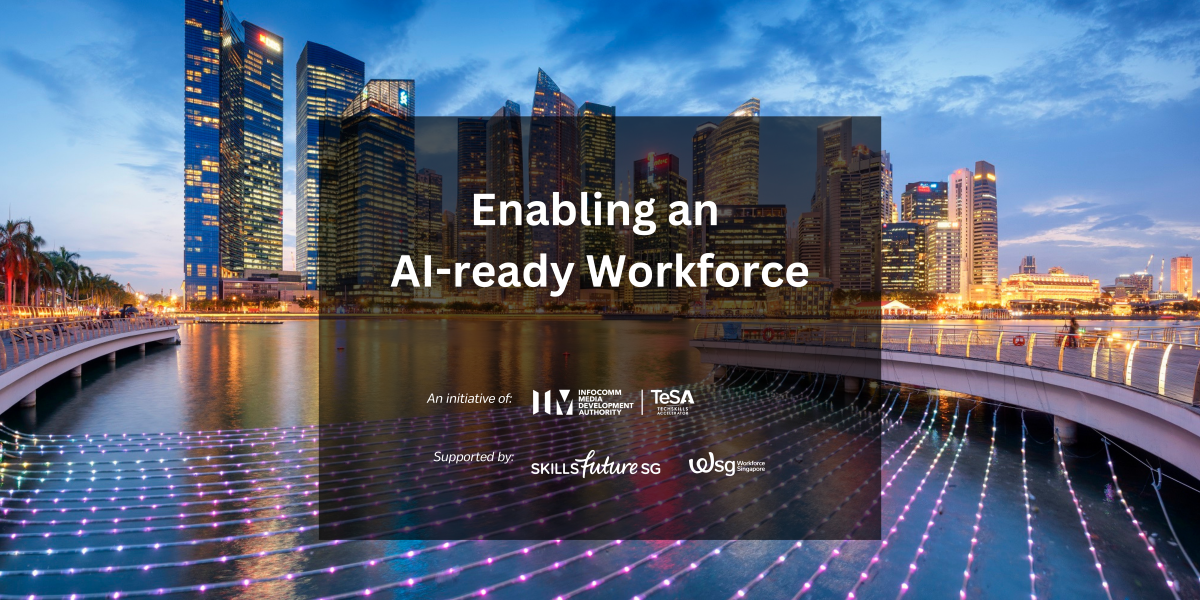 Enabling an
AI-ready Workforce
An initiative of:
INFOCOMM
MEDIA
DEVELOPMENT
AUTHORITY
TeSA
TECHSKILLS
ACCELERATOR
Supported by:
SKILLSfuture SG
wsg
Workforce
Singapore